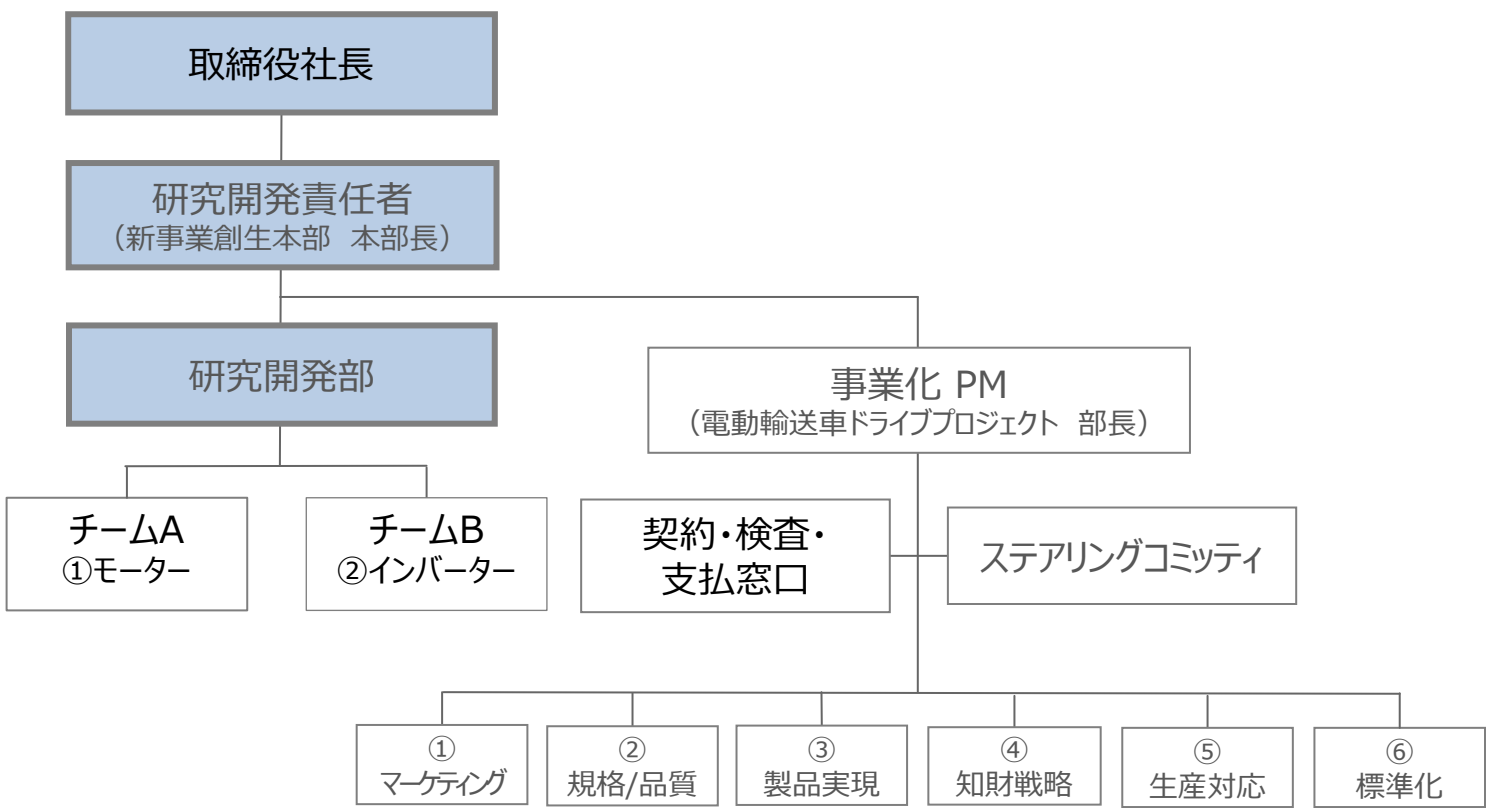 取締役社長
研究開発責任者
（新事業創生本部　本部長）
研究開発部
事業化 PM
（電動輸送車ドライブプロジェクト　部長）
チームA
①モーター
チームB
②インバーター
契約・検査・
支払窓口
ステアリングコミッティ
①
マーケティング
②
規格/品質
③
製品実現
④
知財戦略
⑤
生産対応
⑥
標準化